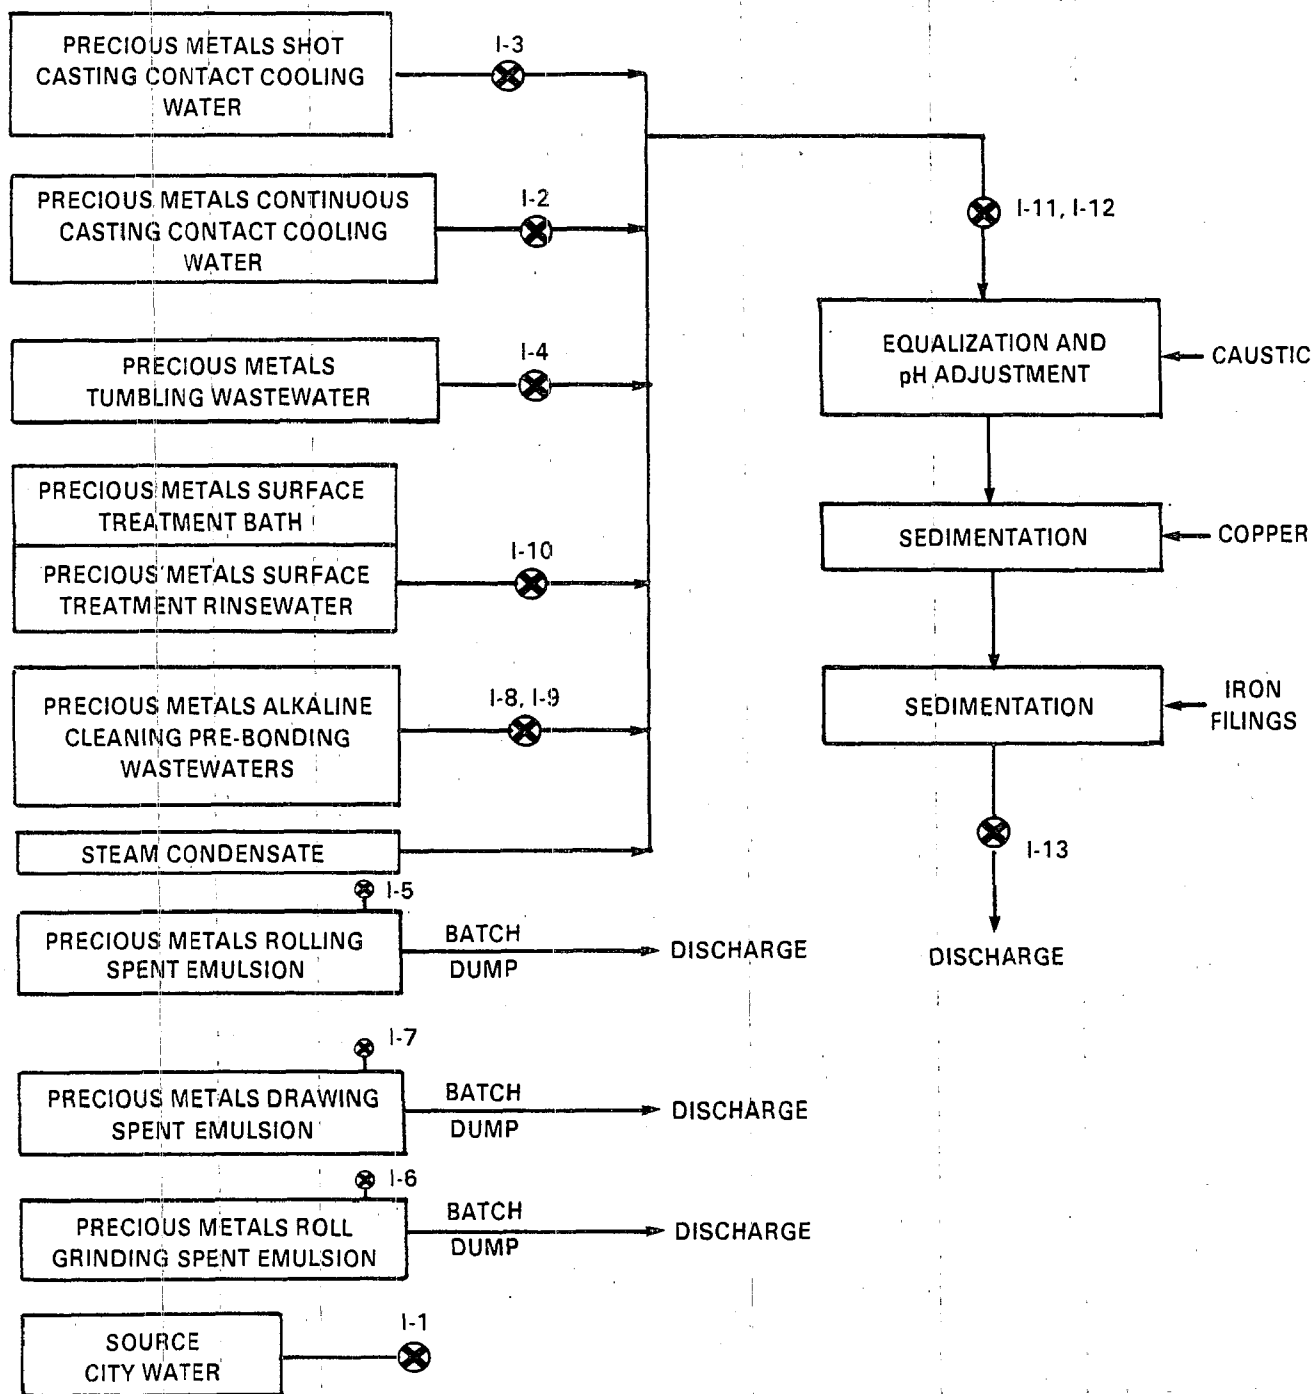 PRECIOUS METALS SHOT
CASTING CONTACT COOLING
WATER
I-3
PRECIOUS METALS CONTINUOUS
CASTING CONTACT COOLING
WATER
I-2
PRECIOUS METALS
TUMBLING WASTEWATER
I-4
PRECIOUS METALS SURFACE
TREATMENT BATH
PRECIOUS METALS SURFACE
TREATMENT RINSEWATER
I-10
PRECIOUS METALS ALKALINE
CLEANING PRE-BONDING
WASTEWATERS
I-8, I-9
STEAM CONDENSATE
I-5
PRECIOUS METALS ROLLING
SPENT EMULSION
BATCH
DUMP
DISCHARGE
I-7
PRECIOUS METALS DRAWING
SPENT EMULSION
BATCH
DUMP
DISCHARGE
I-6
PRECIOUS METALS ROLL
GRINDING SPENT EMULSION
BATCH
DUMP
DISCHARGE
SOURCE
CITY WATER
I-1
I-11, I-12
EQUALIZATION AND
pH ADJUSTMENT
CAUSTIC
SEDIMENTATION
COPPER
SEDIMENTATION
IRON
FILINGS
I-13
DISCHARGE